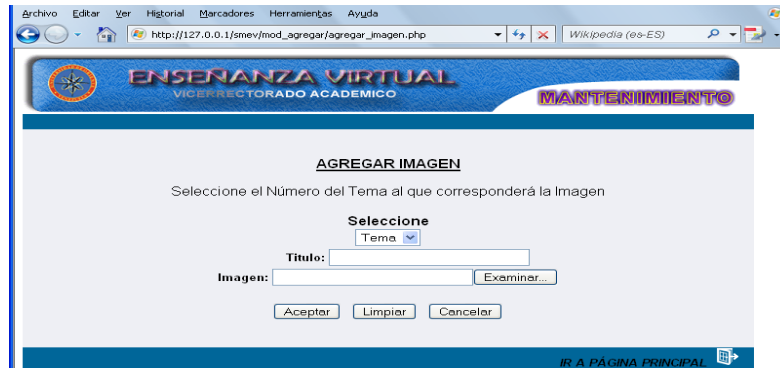 Archivo Editar Ver Historial Marcadores Herramientas Ayuda
http://127.0.0.1/smev/mod_agregar/agregar_imagen.php Wikipedia (es-ES)
ENSEÑANZA VIRTUAL
VICERRECTORADO ACADEMICO
MANTENIMIENTO
AGREGAR IMAGEN
Seleccione el Número del Tema al que corresponderá la Imagen
Seleccione
Tema
Titulo:
Imagen: Examinar...
Aceptar Limpiar Cancelar
IR A PÁGINA PRINCIPAL